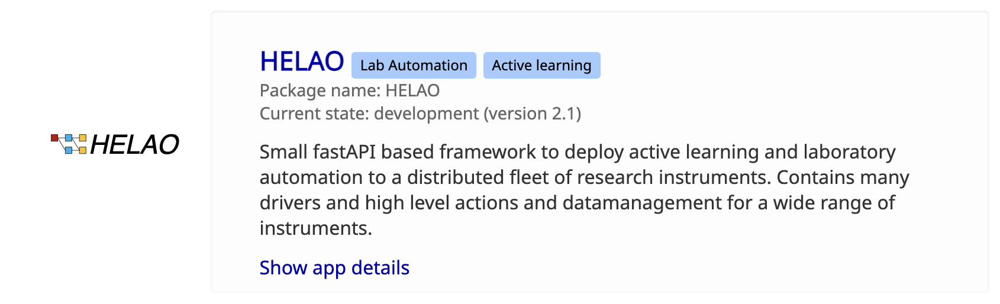 HELAO Lab Automation Active learning
Package name: HELAO
Current state: development (version 2.1)
HELAO
Small fastAPI based framework to deploy active learning and laboratory
automation to a distributed fleet of research instruments. Contains many
drivers and high level actions and datamanagement for a wide range of
instruments.
Show app details